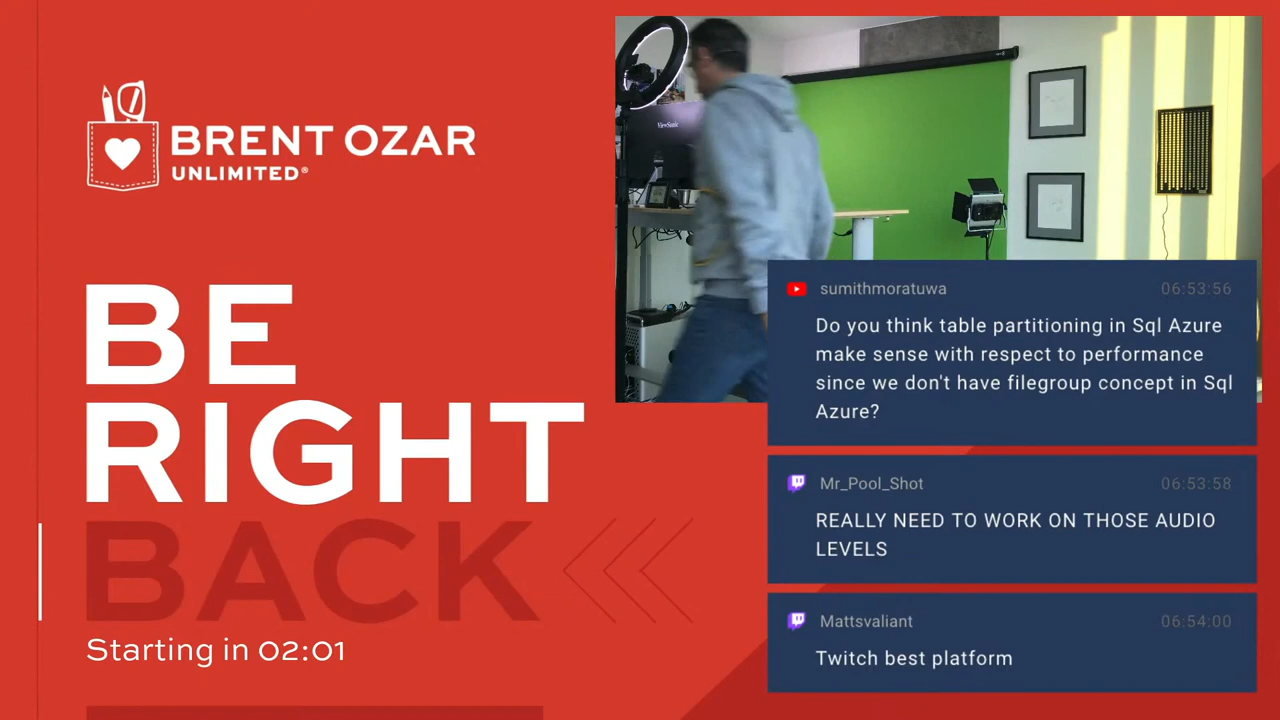 BRENT OZAR
UNLIMITED®
BE
RIGHT
BACK
Starting in 02:01
ViewSonic
sumithmoratuwa 06:53:56
Do you think table partitioning in Sql Azure
make sense with respect to performance
since we don't have filegroup concept in Sql
Azure?
Mr_Pool_Shot 06:53:58
REALLY NEED TO WORK ON THOSE AUDIO
LEVELS
Mattsvaliant 06:54:00
Twitch best platform